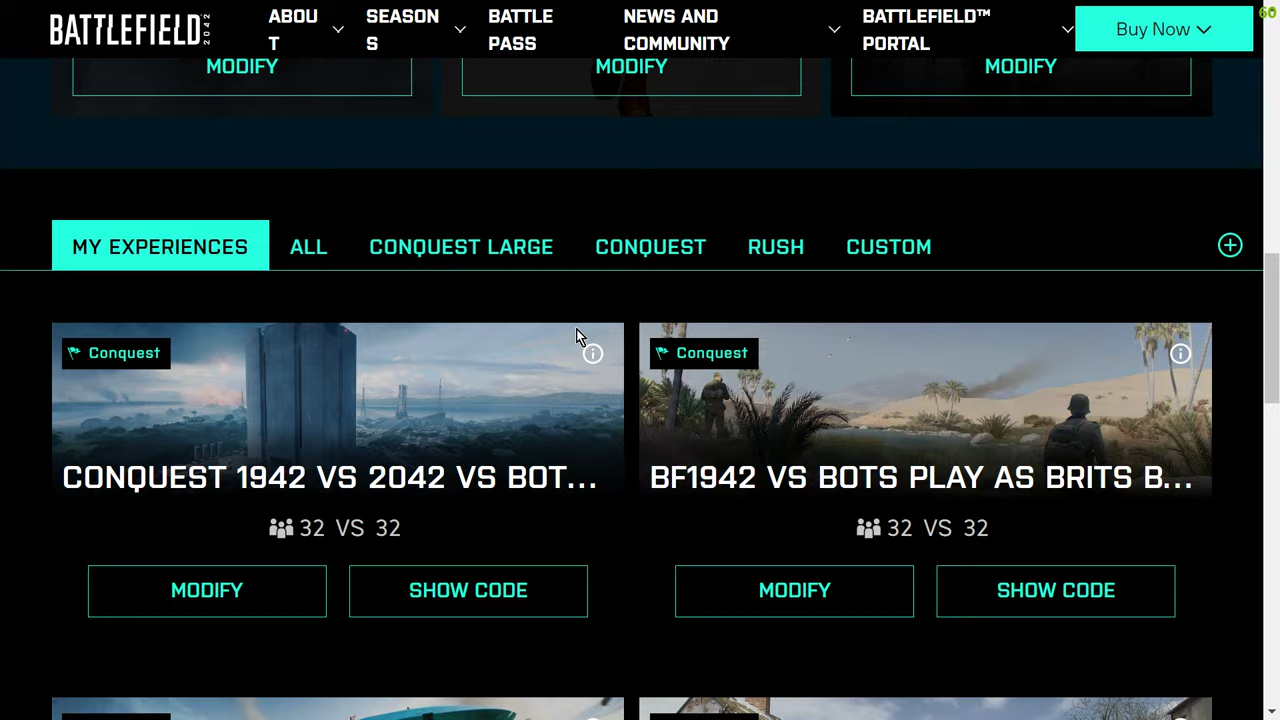 BATTLEFIELD 2042
ABOUT
SEASONS
BATTLE PASS
NEWS AND COMMUNITY
BATTLEFIELD™ PORTAL
Buy Now
60
MODIFY
MODIFY
MODIFY
MY EXPERIENCES
ALL
CONQUEST LARGE
CONQUEST
RUSH
CUSTOM
Conquest
CONQUEST 1942 VS 2042 VS BOT...
32 VS 32
MODIFY
SHOW CODE
Conquest
BF1942 VS BOTS PLAY AS BRITS B...
32 VS 32
MODIFY
SHOW CODE